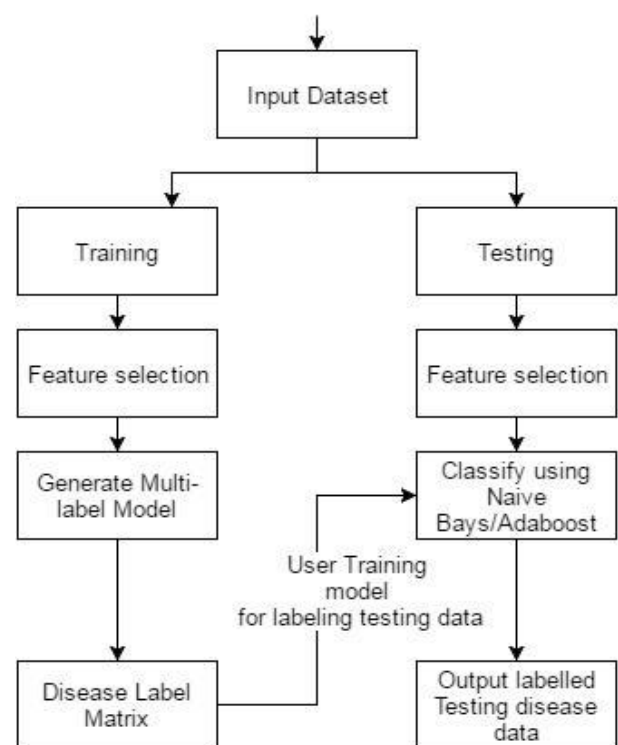 Input Dataset
Training
Testing
Feature selection
Feature selection
Generate Multi-
label Model
Classify using
Naive
Bays/Adaboost
User Training
model
for labeling testing data
Disease Label
Matrix
Output labelled
Testing disease
data